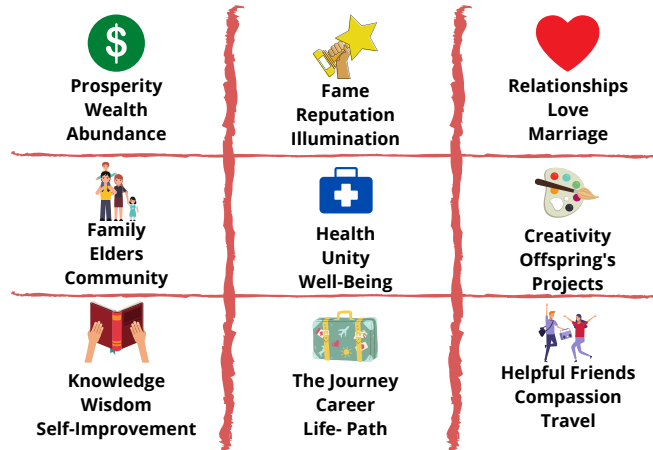 $
Prosperity
Wealth
Abundance
Fame
Reputation
Illumination
Relationships
Love
Marriage
Family
Elders
Community
Health
Unity
Well-Being
Creativity
Offspring's
Projects
Knowledge
Wisdom
Self-Improvement
The Journey
Career
Life- Path
Helpful Friends
Compassion
Travel